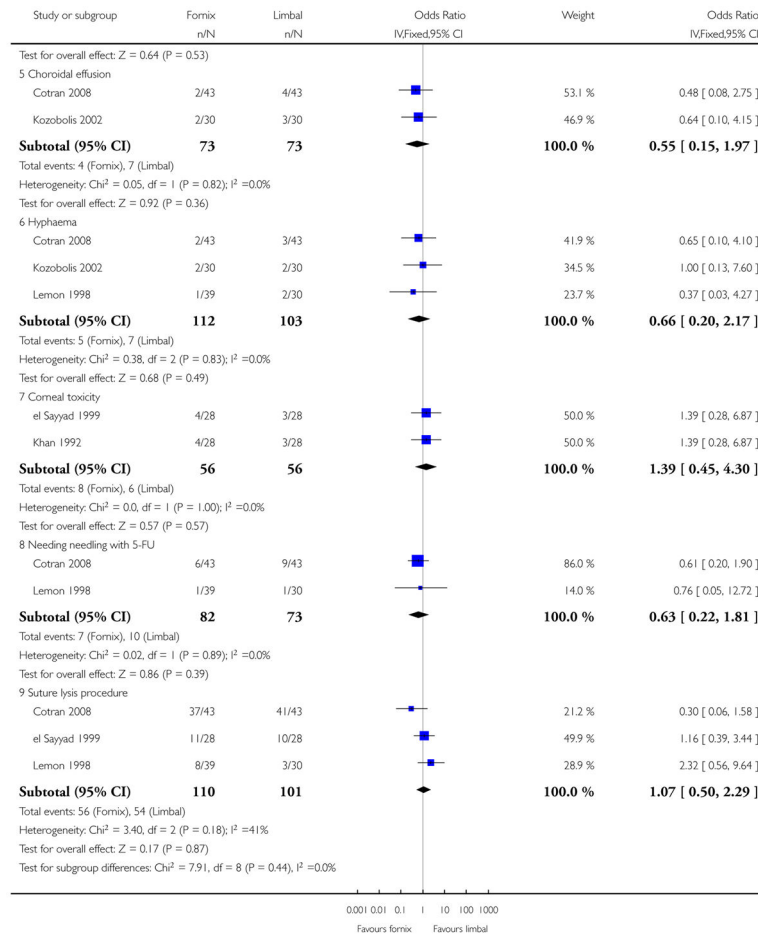 Study or subgroup Fornix Limbal Odds Ratio Weight Odds Ratio
n/N n/N IV,Fixed,95% CI IV,Fixed,95% CI
Test for overall effect: Z = 0.64 (P = 0.53)
5 Choroidal effusion
Cotran 2008 2/43 4/43 53.1 % 0.48 [ 0.08, 2.75 ]
Kozobolis 2002 2/30 3/30 46.9 % 0.64 [ 0.10, 4.15 ]
Subtotal (95% CI) 73 73 100.0 % 0.55 [ 0.15, 1.97 ]
Total events: 4 (Fornix), 7 (Limbal)
Heterogeneity: Chi² = 0.05, df = 1 (P = 0.82); I² =0.0%
Test for overall effect: Z = 0.92 (P = 0.36)
6 Hyphaema
Cotran 2008 2/43 3/43 41.9 % 0.65 [ 0.10, 4.10 ]
Kozobolis 2002 2/30 2/30 34.5 % 1.00 [ 0.13, 7.60 ]
Lemon 1998 1/39 2/30 23.7 % 0.37 [ 0.03, 4.27 ]
Subtotal (95% CI) 112 103 100.0 % 0.66 [ 0.20, 2.17 ]
Total events: 5 (Fornix), 7 (Limbal)
Heterogeneity: Chi² = 0.38, df = 2 (P = 0.83); I² =0.0%
Test for overall effect: Z = 0.68 (P = 0.49)
7 Corneal toxicity
el Sayyad 1999 4/28 3/28 50.0 % 1.39 [ 0.28, 6.87 ]
Khan 1992 4/28 3/28 50.0 % 1.39 [ 0.28, 6.87 ]
Subtotal (95% CI) 56 56 100.0 % 1.39 [ 0.45, 4.30 ]
Total events: 8 (Fornix), 6 (Limbal)
Heterogeneity: Chi² = 0.0, df = 1 (P = 1.00); I² =0.0%
Test for overall effect: Z = 0.57 (P = 0.57)
8 Needing needling with 5-FU
Cotran 2008 6/43 9/43 86.0 % 0.61 [ 0.20, 1.90 ]
Lemon 1998 1/39 1/30 14.0 % 0.76 [ 0.05, 12.72 ]
Subtotal (95% CI) 82 73 100.0 % 0.63 [ 0.22, 1.81 ]
Total events: 7 (Fornix), 10 (Limbal)
Heterogeneity: Chi² = 0.02, df = 1 (P = 0.89); I² =0.0%
Test for overall effect: Z = 0.86 (P = 0.39)
9 Suture lysis procedure
Cotran 2008 37/43 41/43 21.2 % 0.30 [ 0.06, 1.58 ]
el Sayyad 1999 11/28 10/28 49.9 % 1.16 [ 0.39, 3.44 ]
Lemon 1998 8/39 3/30 28.9 % 2.32 [ 0.56, 9.64 ]
Subtotal (95% CI) 110 101 100.0 % 1.07 [ 0.50, 2.29 ]
Total events: 56 (Fornix), 54 (Limbal)
Heterogeneity: Chi² = 3.40, df = 2 (P = 0.18); I² =41%
Test for overall effect: Z = 0.17 (P = 0.87)
Test for subgroup differences: Chi² = 7.91, df = 8 (P = 0.44), I² =0.0%
0.001 0.01 0.1 1 10 100 1000
Favours fornix Favours limbal